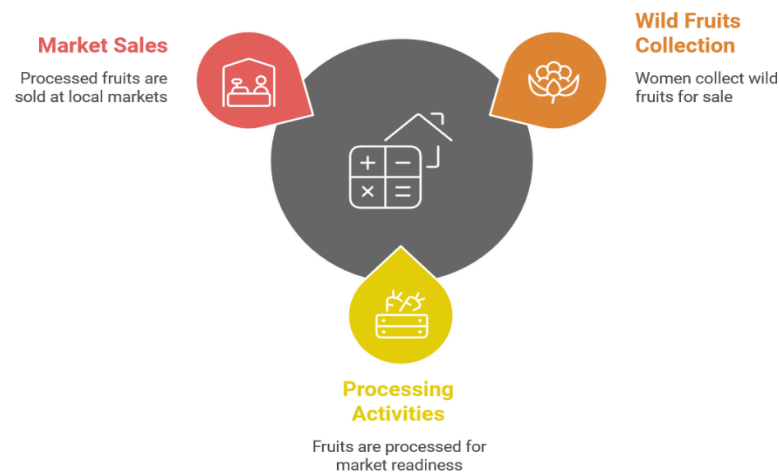 Market Sales
Processed fruits are
sold at local markets
Wild Fruits
Collection
Women collect wild
fruits for sale
Processing
Activities
Fruits are processed for
market readiness